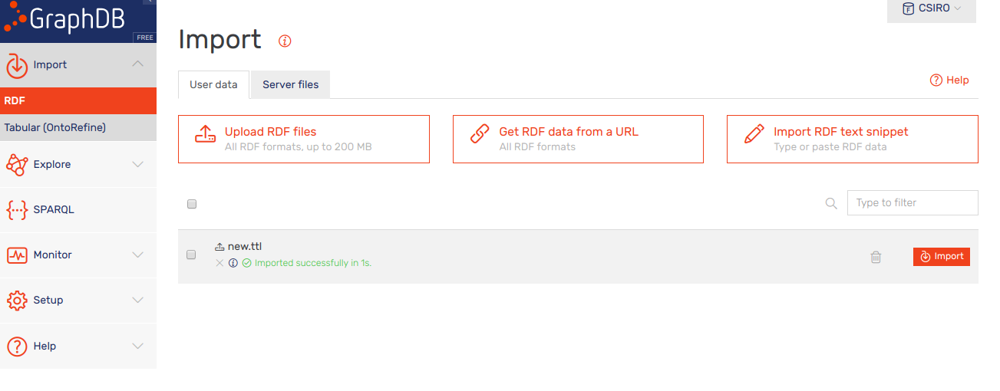 GraphDB
FREE
CSIRO
Import
RDF
Tabular (OntoRefine)
Explore
SPARQL
Monitor
Setup
Help
Import
User data
Server files
Help
Upload RDF files
All RDF formats, up to 200 MB
Get RDF data from a URL
All RDF formats
Import RDF text snippet
Type or paste RDF data
Type to filter
new.ttl
Imported successfully in 1s.
Import